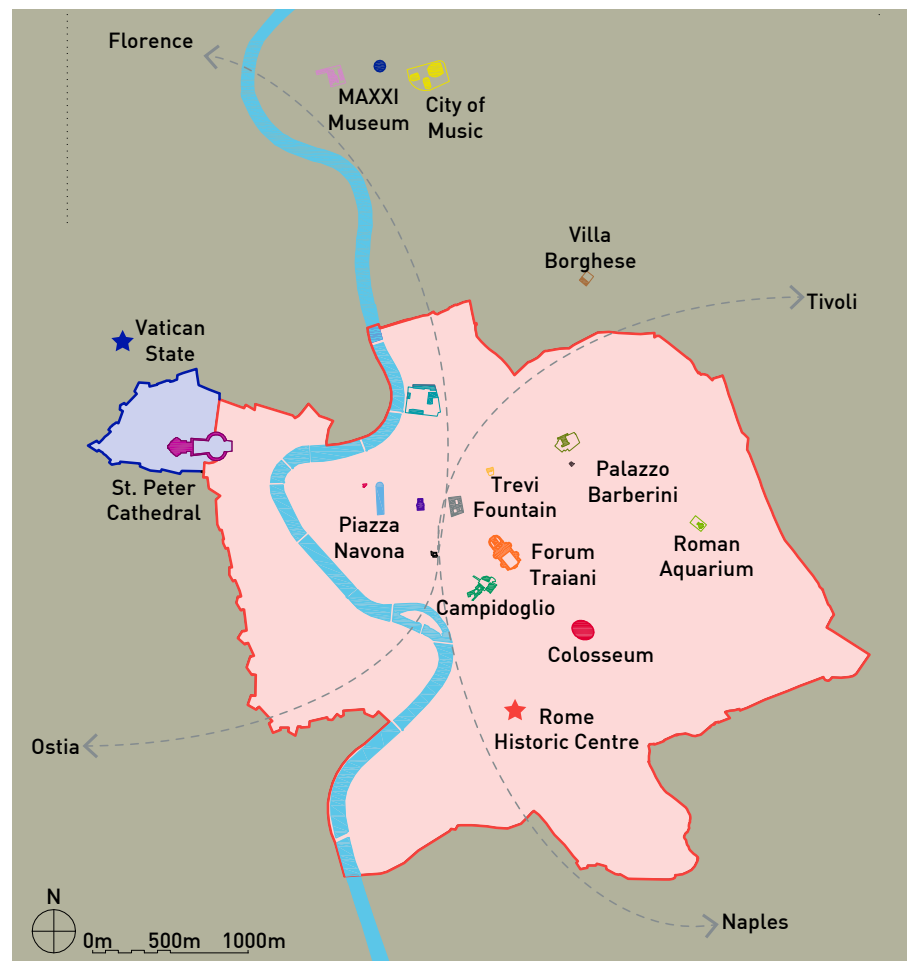 Florence
MAXXI
Museum
City of
Music
Villa
Borghese
Tivoli
Vatican
State
St. Peter
Cathedral
Palazzo
Barberini
Trevi
Fountain
Piazza
Navona
Roman
Aquarium
Forum
Traiani
Campidoglio
Colosseum
Rome
Historic Centre
Ostia
Naples
N
0m 500m 1000m